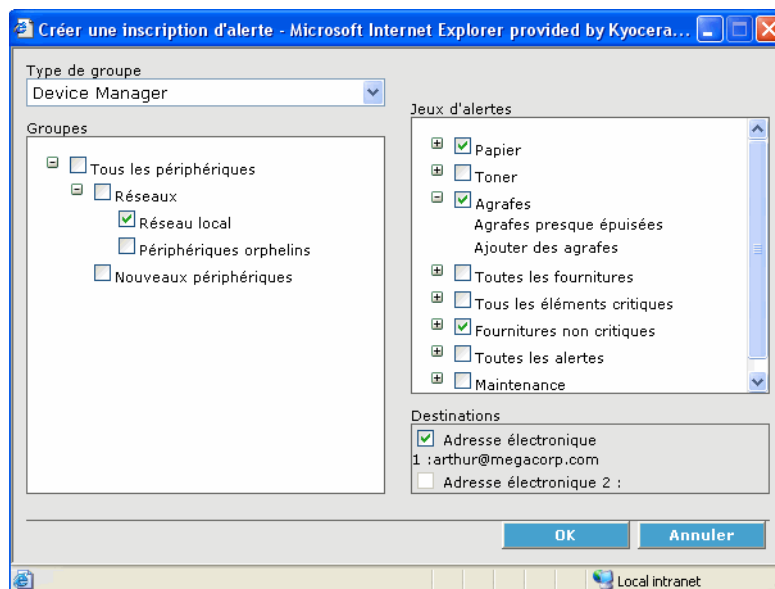 Créer une inscription d'alerte - Microsoft Internet Explorer provided by Kyocera...
Type de groupe
Device Manager
Groupes
Tous les périphériques
Réseaux
Réseau local
Périphériques orphelins
Nouveaux périphériques
Jeux d'alertes
Papier
Toner
Agrafes
Agrafes presque épuisées
Ajouter des agrafes
Toutes les fournitures
Tous les éléments critiques
Fournitures non critiques
Toutes les alertes
Maintenance
Destinations
Adresse électronique
1 :arthur@megacorp.com
Adresse électronique 2 :
OK
Annuler
Local intranet